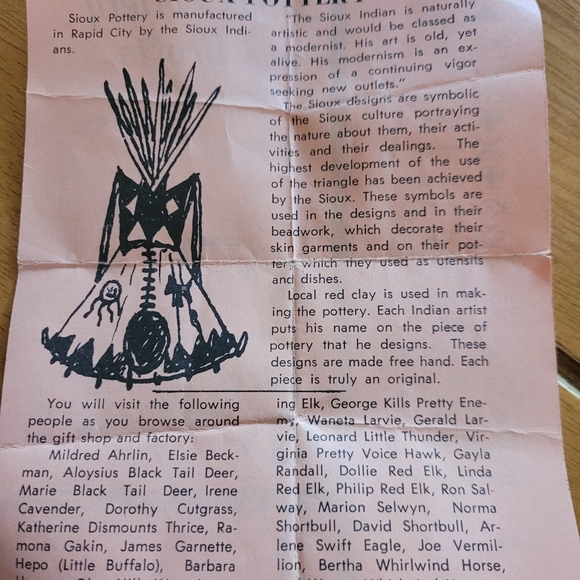 SIOUX POTTERY
Sioux Pottery is manufactured
in Rapid City by the Sioux Indi-
ans.
"The Sioux Indian is naturally
artistic and would be classed as
a modernist. His art is old, yet
alive. His modernism is an ex-
pression of a continuing vigor
seeking new outlets."
The Sioux designs are symbolic
of the Sioux culture portraying
the nature about them, their acti-
vities and their dealings. The
highest development of the use
of the triangle has been achieved
by the Sioux. These symbols are
used in the designs and in their
beadwork, which decorate their
skin garments and on their pot-
tery which they used as utensils
and dishes.
Local red clay is used in mak-
ing the pottery. Each Indian artist
puts his name on the piece of
pottery that he designs. These
designs are made free hand. Each
piece is truly an original.
You will visit the following
people as you browse around
the gift shop and factory:
Mildred Ahrlin, Elsie Beck-
man, Aloysius Black Tail Deer,
Marie Black Tail Deer, Irene
Cavender, Dorothy Cutgrass,
Katherine Dismounts Thrice, Ra-
mona Gakin, James Garnette,
Hepo (Little Buffalo), Barbara
ing Elk, George Kills Pretty Ene-
my, Waneta Larvie, Gerald Lar-
vie, Leonard Little Thunder, Vir-
ginia Pretty Voice Hawk, Gayla
Randall, Dollie Red Elk, Linda
Red Elk, Philip Red Elk, Ron Sal-
way, Marion Selwyn, Norma
Shortbull, David Shortbull, Ar-
lene Swift Eagle, Joe Vermil-
lion, Bertha Whirlwind Horse,